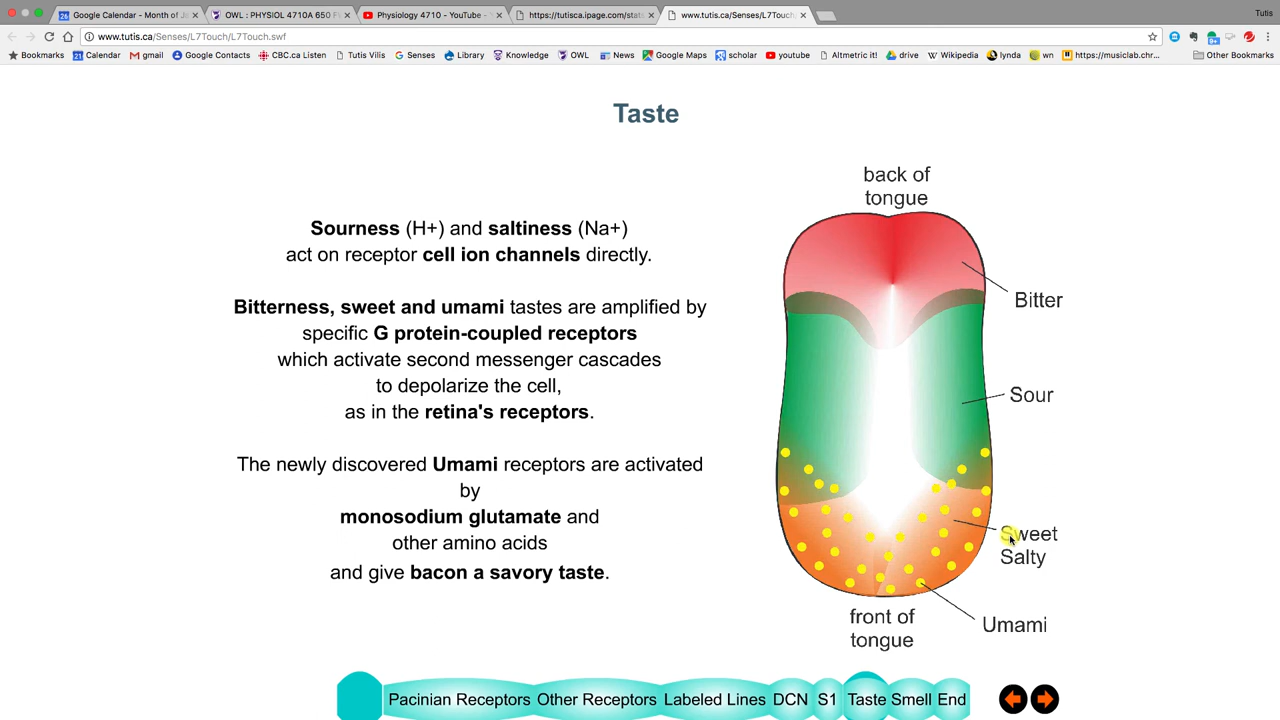 Google Calendar - Month of J
OWL : PHYSIOL 4710A 650 F
Physiology 4710 - YouTube -
https://tutisca.ipage.com/stats
www.tutis.ca/Senses/L7Touch/
Tutis
www.tutis.ca/Senses/L7Touch/L7Touch.swf
Bookmarks Calendar gmail Google Contacts CBC.ca Listen Tutis Vilis Senses Library Knowledge OWL News Google Maps scholar youtube Altmetric it! drive Wikipedia lynda wn https://musiclab.chr... Other Bookmarks
Taste
back of
tongue
Sourness (H+) and saltiness (Na+)
act on receptor cell ion channels directly.
Bitterness, sweet and umami tastes are amplified by
specific G protein-coupled receptors
which activate second messenger cascades
to depolarize the cell,
as in the retina's receptors.
The newly discovered Umami receptors are activated
by
monosodium glutamate and
other amino acids
and give bacon a savory taste.
Bitter
Sour
Sweet
Salty
Umami
front of
tongue
Pacinian Receptors Other Receptors Labeled Lines DCN S1 Taste Smell End